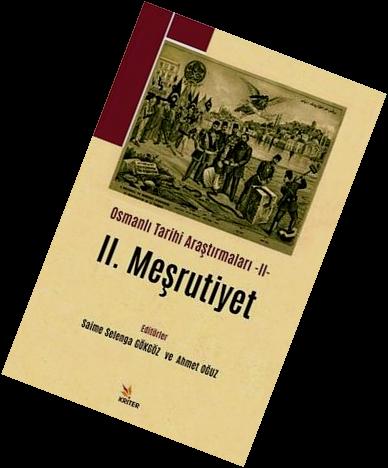 Osmanlı Tarihi Araştırmaları -II-
II. Meşrutiyet
Editörler
Saime Selenga GÖKGÖZ ve Ahmet OĞUZ
KRİTER